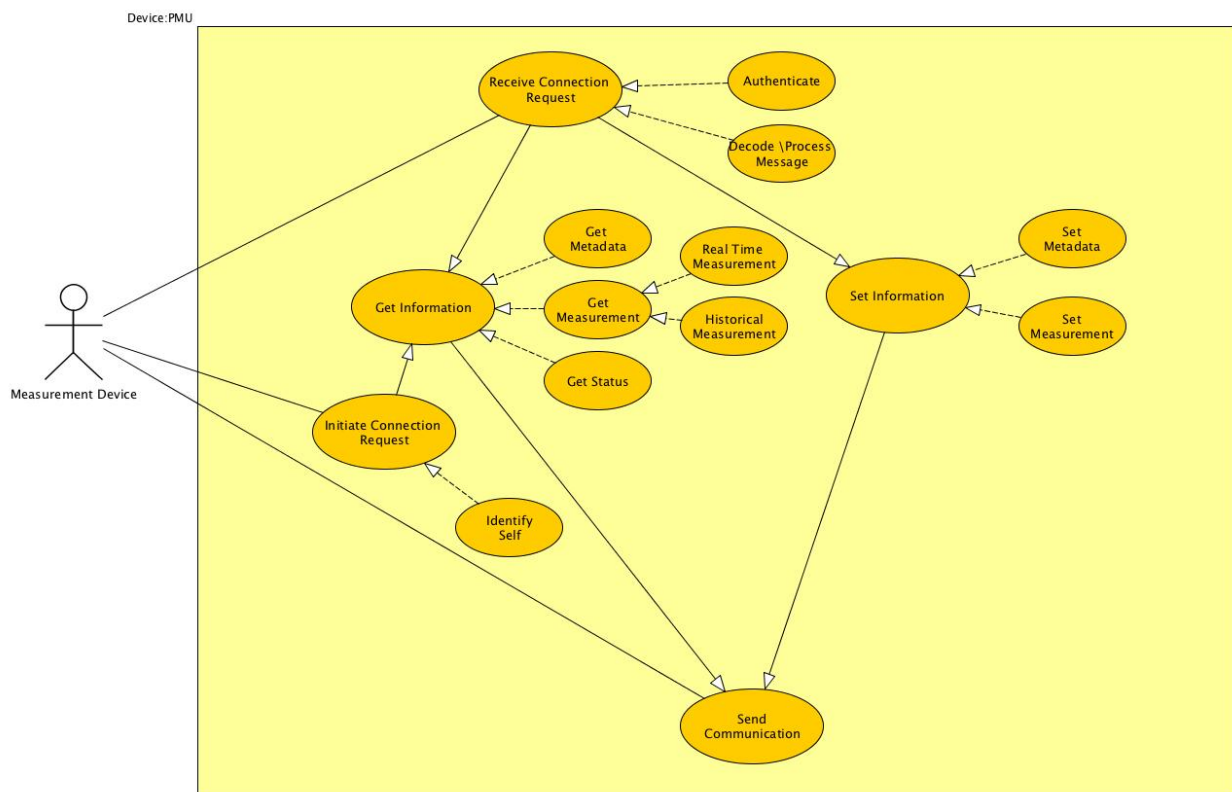 Device:PMU
Receive Connection
Request
Authenticate
Decode \Process
Message
Get
Metadata
Real Time
Measurement
Set
Metadata
Get Information
Get
Measurement
Historical
Measurement
Set Information
Set
Measurement
Get Status
Measurement Device
Initiate Connection
Request
Identify
Self
Send
Communication